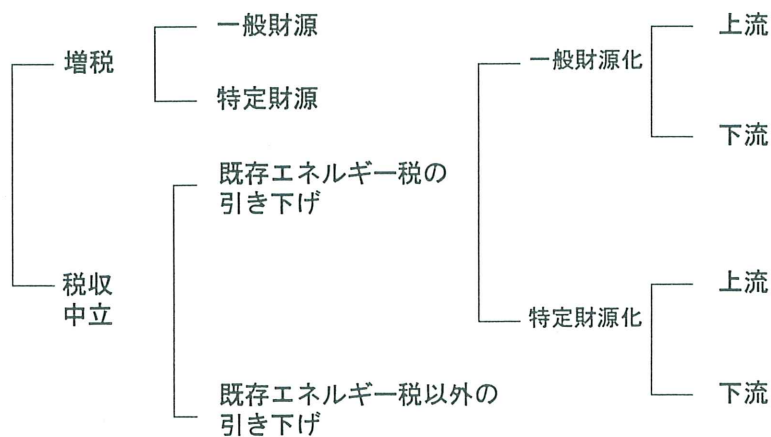 増税
一般財源
特定財源
税収
中立
既存エネルギー税の
引き下げ
既存エネルギー税以外の
引き下げ
一般財源化
上流
下流
特定財源化
上流
下流